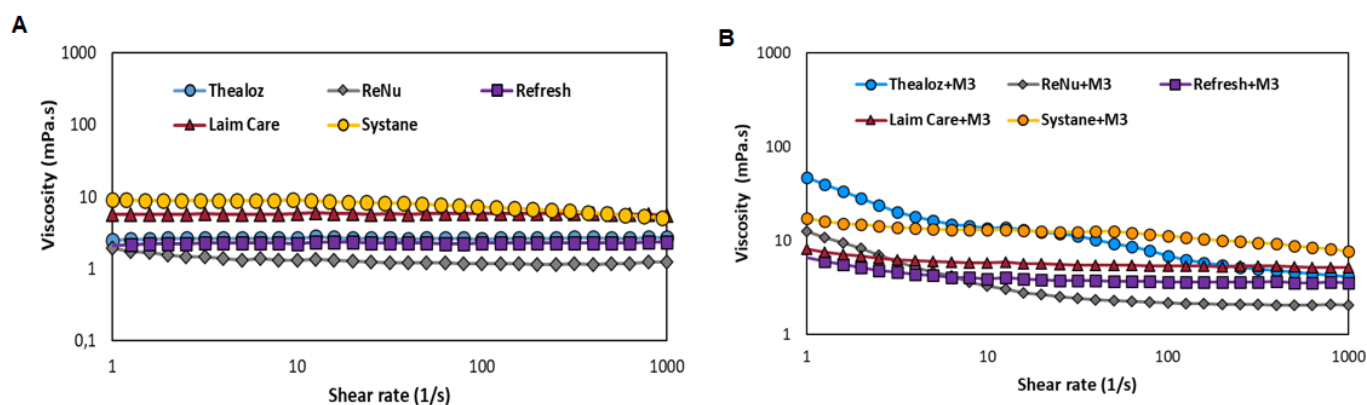 A
1000
100
10
1
0,1
Viscosity (mPa.s)
Thealoz
ReNu
Refresh
Laim Care
Systane
1
10
100
1000
Shear rate (1/s)
B
1000
100
10
1
Viscosity (mPa.s)
Thealoz+M3
ReNu+M3
Refresh+M3
Laim Care+M3
Systane+M3
1
10
100
1000
Shear rate (1/s)